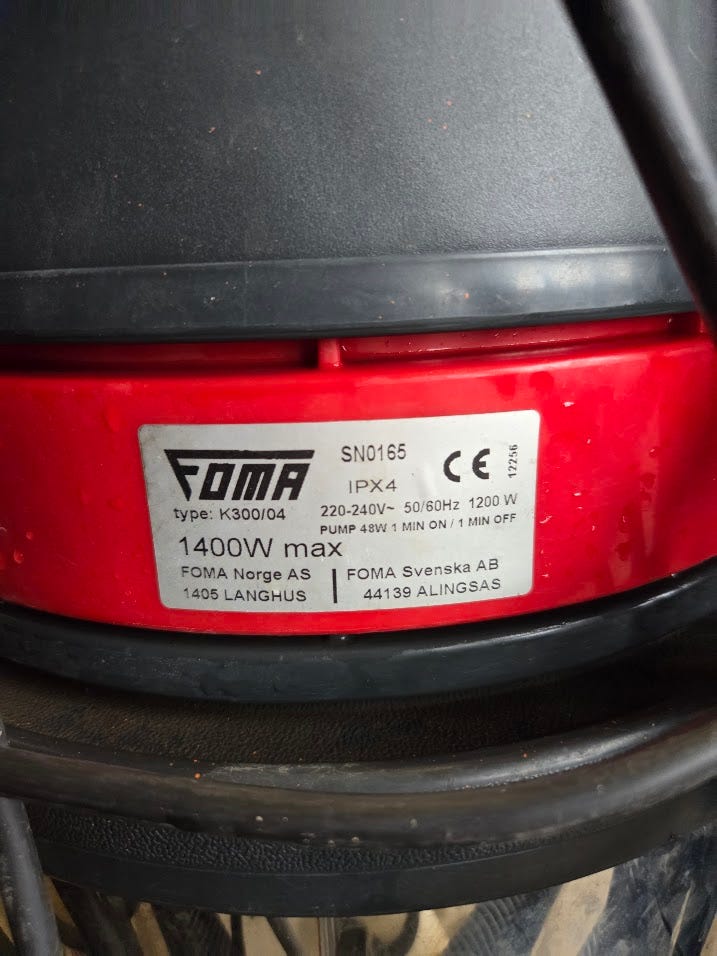 FOMA
SN0165
CE
12256
IPX4
type: K300/04
220-240V~ 50/60Hz 1200 W
PUMP 48W 1 MIN ON / 1 MIN OFF
1400W max
FOMA Norge AS | FOMA Svenska AB
1405 LANGHUS | 44139 ALINGSAS